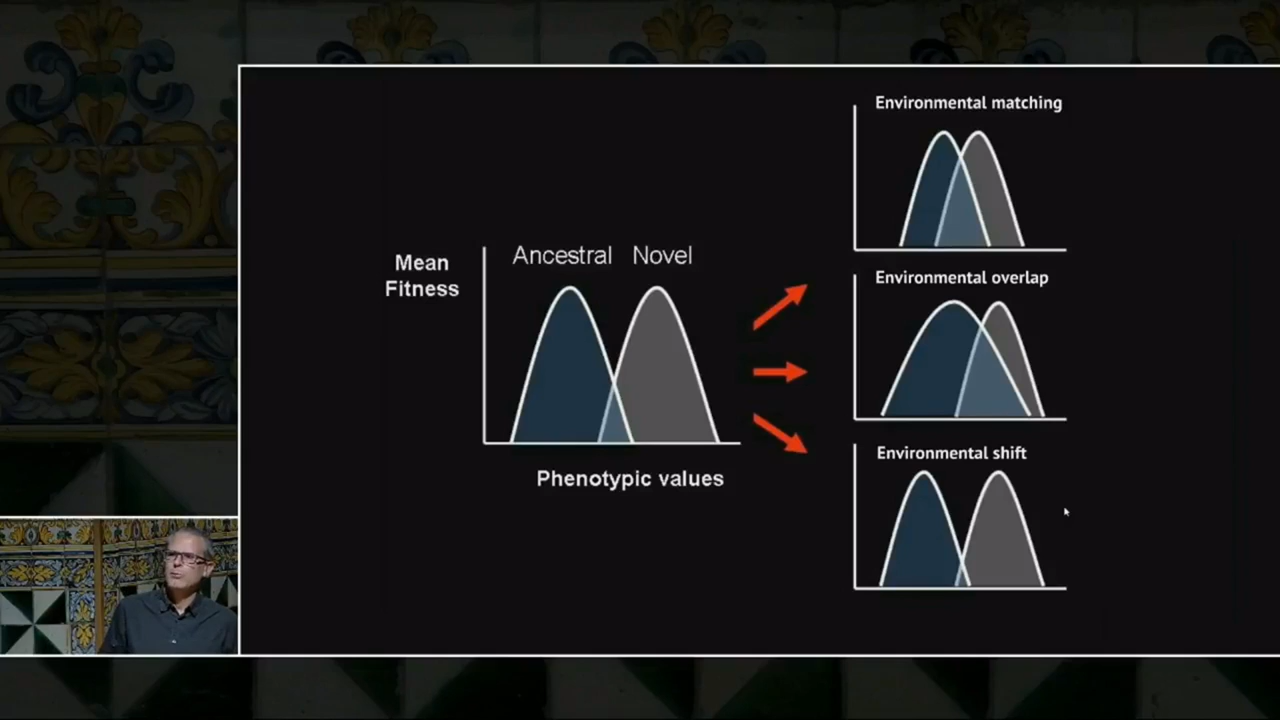 Environmental matching
Ancestral Novel
Mean
Fitness
Phenotypic values
Environmental overlap
Environmental shift